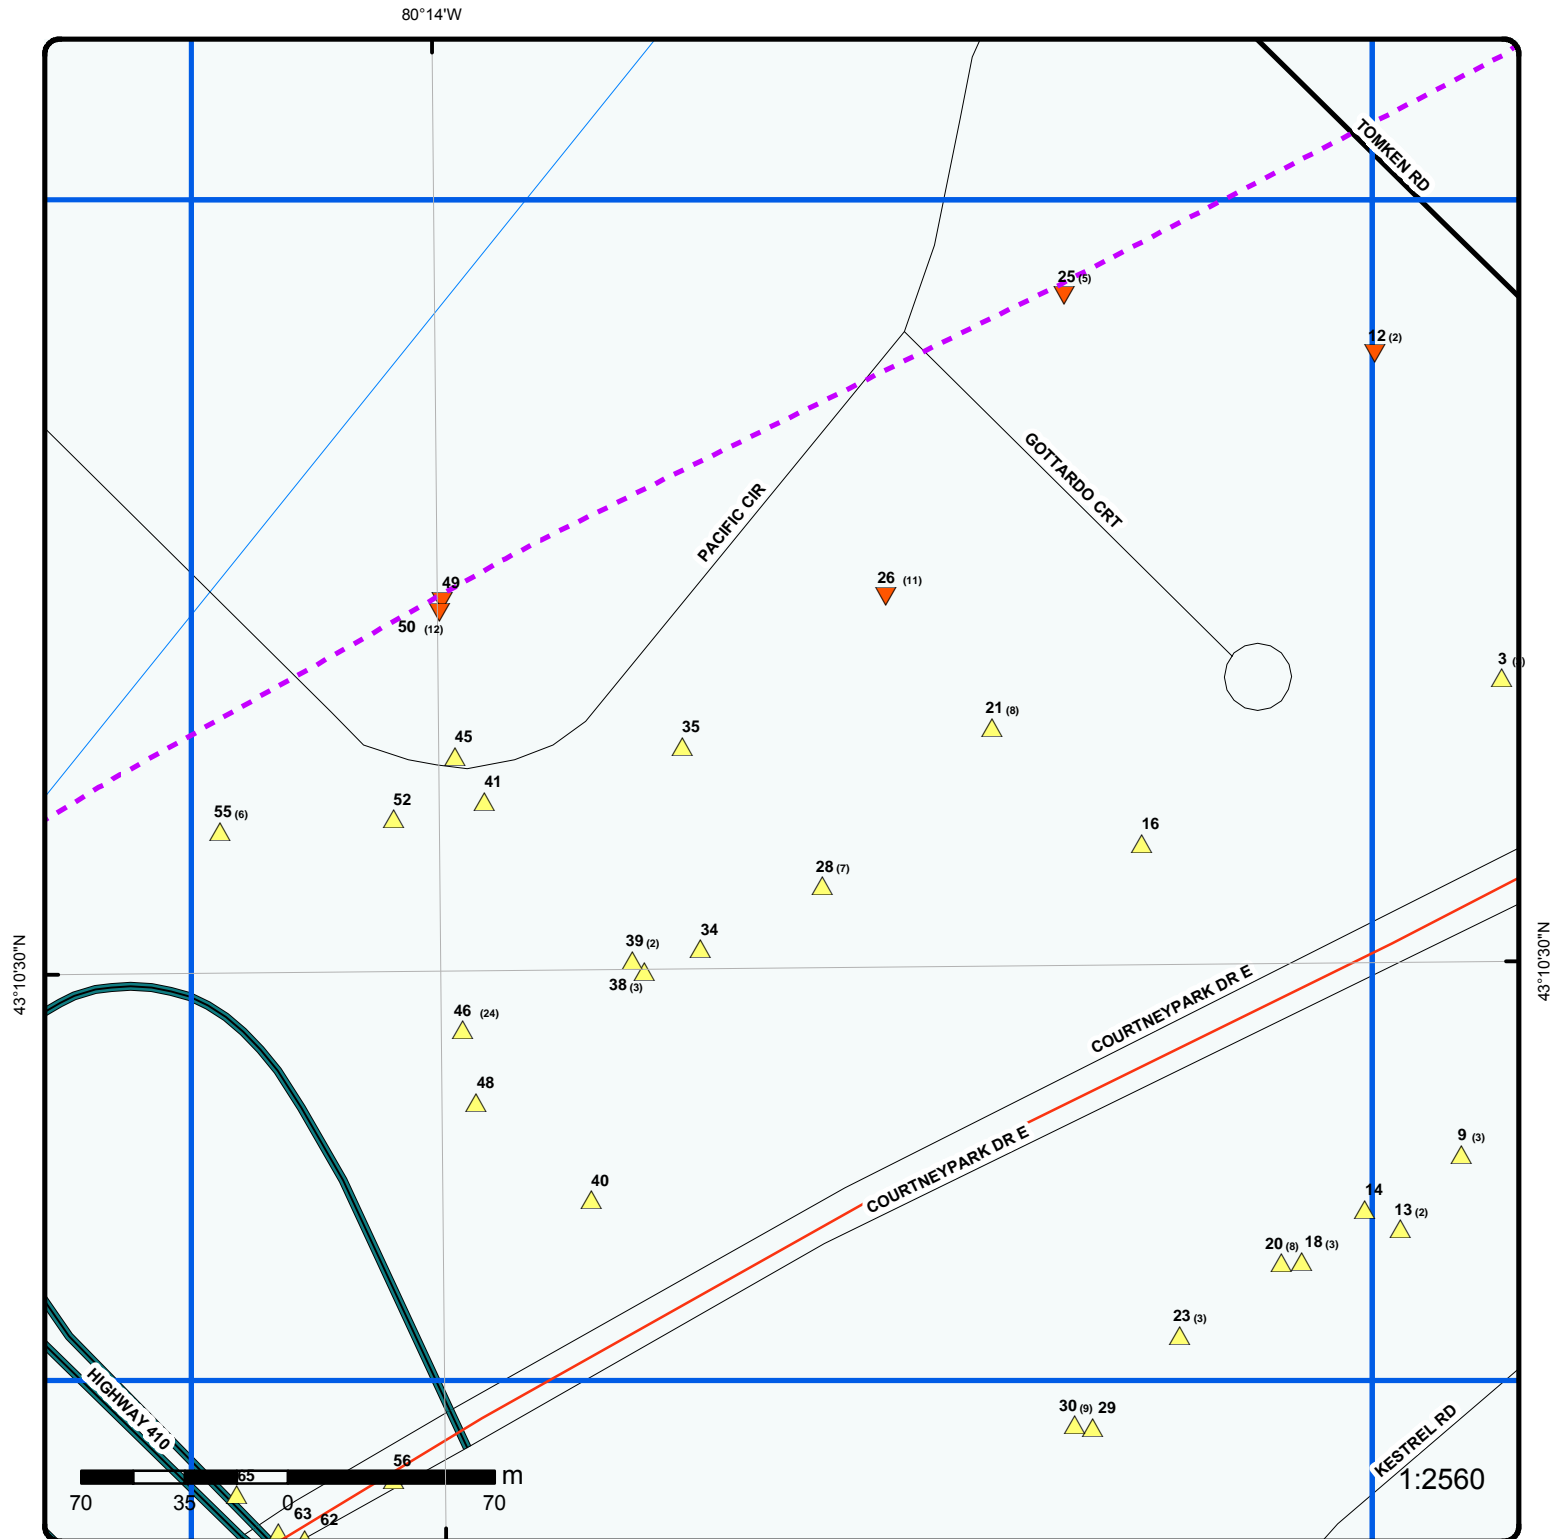 80°14'W
TOMKEN RD
25 (5)
12 (2)
GOTTARDO CRT
PACIFIC CIR
49
26 (11)
50 (12)
3
21 (8)
35
45
41
52
55 (6)
16
28 (7)
34
39 (2)
38 (3)
43°10'30"N
43°10'30"N
COURTNEYPARK DR E
46 (24)
48
COURTNEYPARK DR E
9 (3)
40
14
13 (2)
20 (8)
18 (3)
23 (3)
HIGHWAY 410
30 (9)
29
KESTREL RD
56
65
m
1:2560
70 35 0 70
63
62